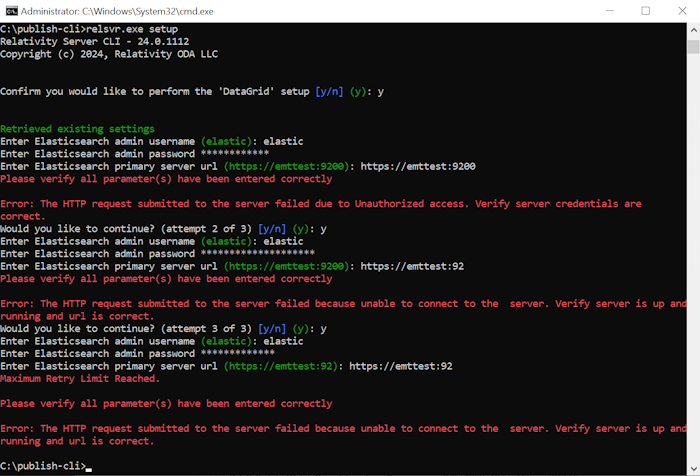 Administrator: C:\Windows\System32\cmd.exe
C:\publish-cli>relsvr.exe setup
Relativity Server CLI - 24.0.1112
Copyright (c) 2024, Relativity ODA LLC
Confirm you would like to perform the 'DataGrid' setup [y/n] (y): y
Retrieved existing settings
Enter Elasticsearch admin username (elastic): elastic
Enter Elasticsearch admin password ************
Enter Elasticsearch primary server url (https://emttest:9200): https://emttest:9200
Please verify all parameter(s) have been entered correctly
Error: The HTTP request submitted to the server failed due to Unauthorized access. Verify server credentials are
correct.
Would you like to continue? (attempt 2 of 3) [y/n] (y): y
Enter Elasticsearch admin username (elastic): elastic
Enter Elasticsearch admin password ********************
Enter Elasticsearch primary server url (https://emttest:9200): https://emttest:92
Please verify all parameter(s) have been entered correctly
Error: The HTTP request submitted to the server failed because unable to connect to the  server. Verify server is up and
running and url is correct.
Would you like to continue? (attempt 3 of 3) [y/n] (y): y
Enter Elasticsearch admin username (elastic): elastic
Enter Elasticsearch admin password *************
Enter Elasticsearch primary server url (https://emttest:92): https://emttest:92
Maximum Retry Limit Reached.
Please verify all parameter(s) have been entered correctly
Error: The HTTP request submitted to the server failed because unable to connect to the  server. Verify server is up and
running and url is correct.
C:\publish-cli>